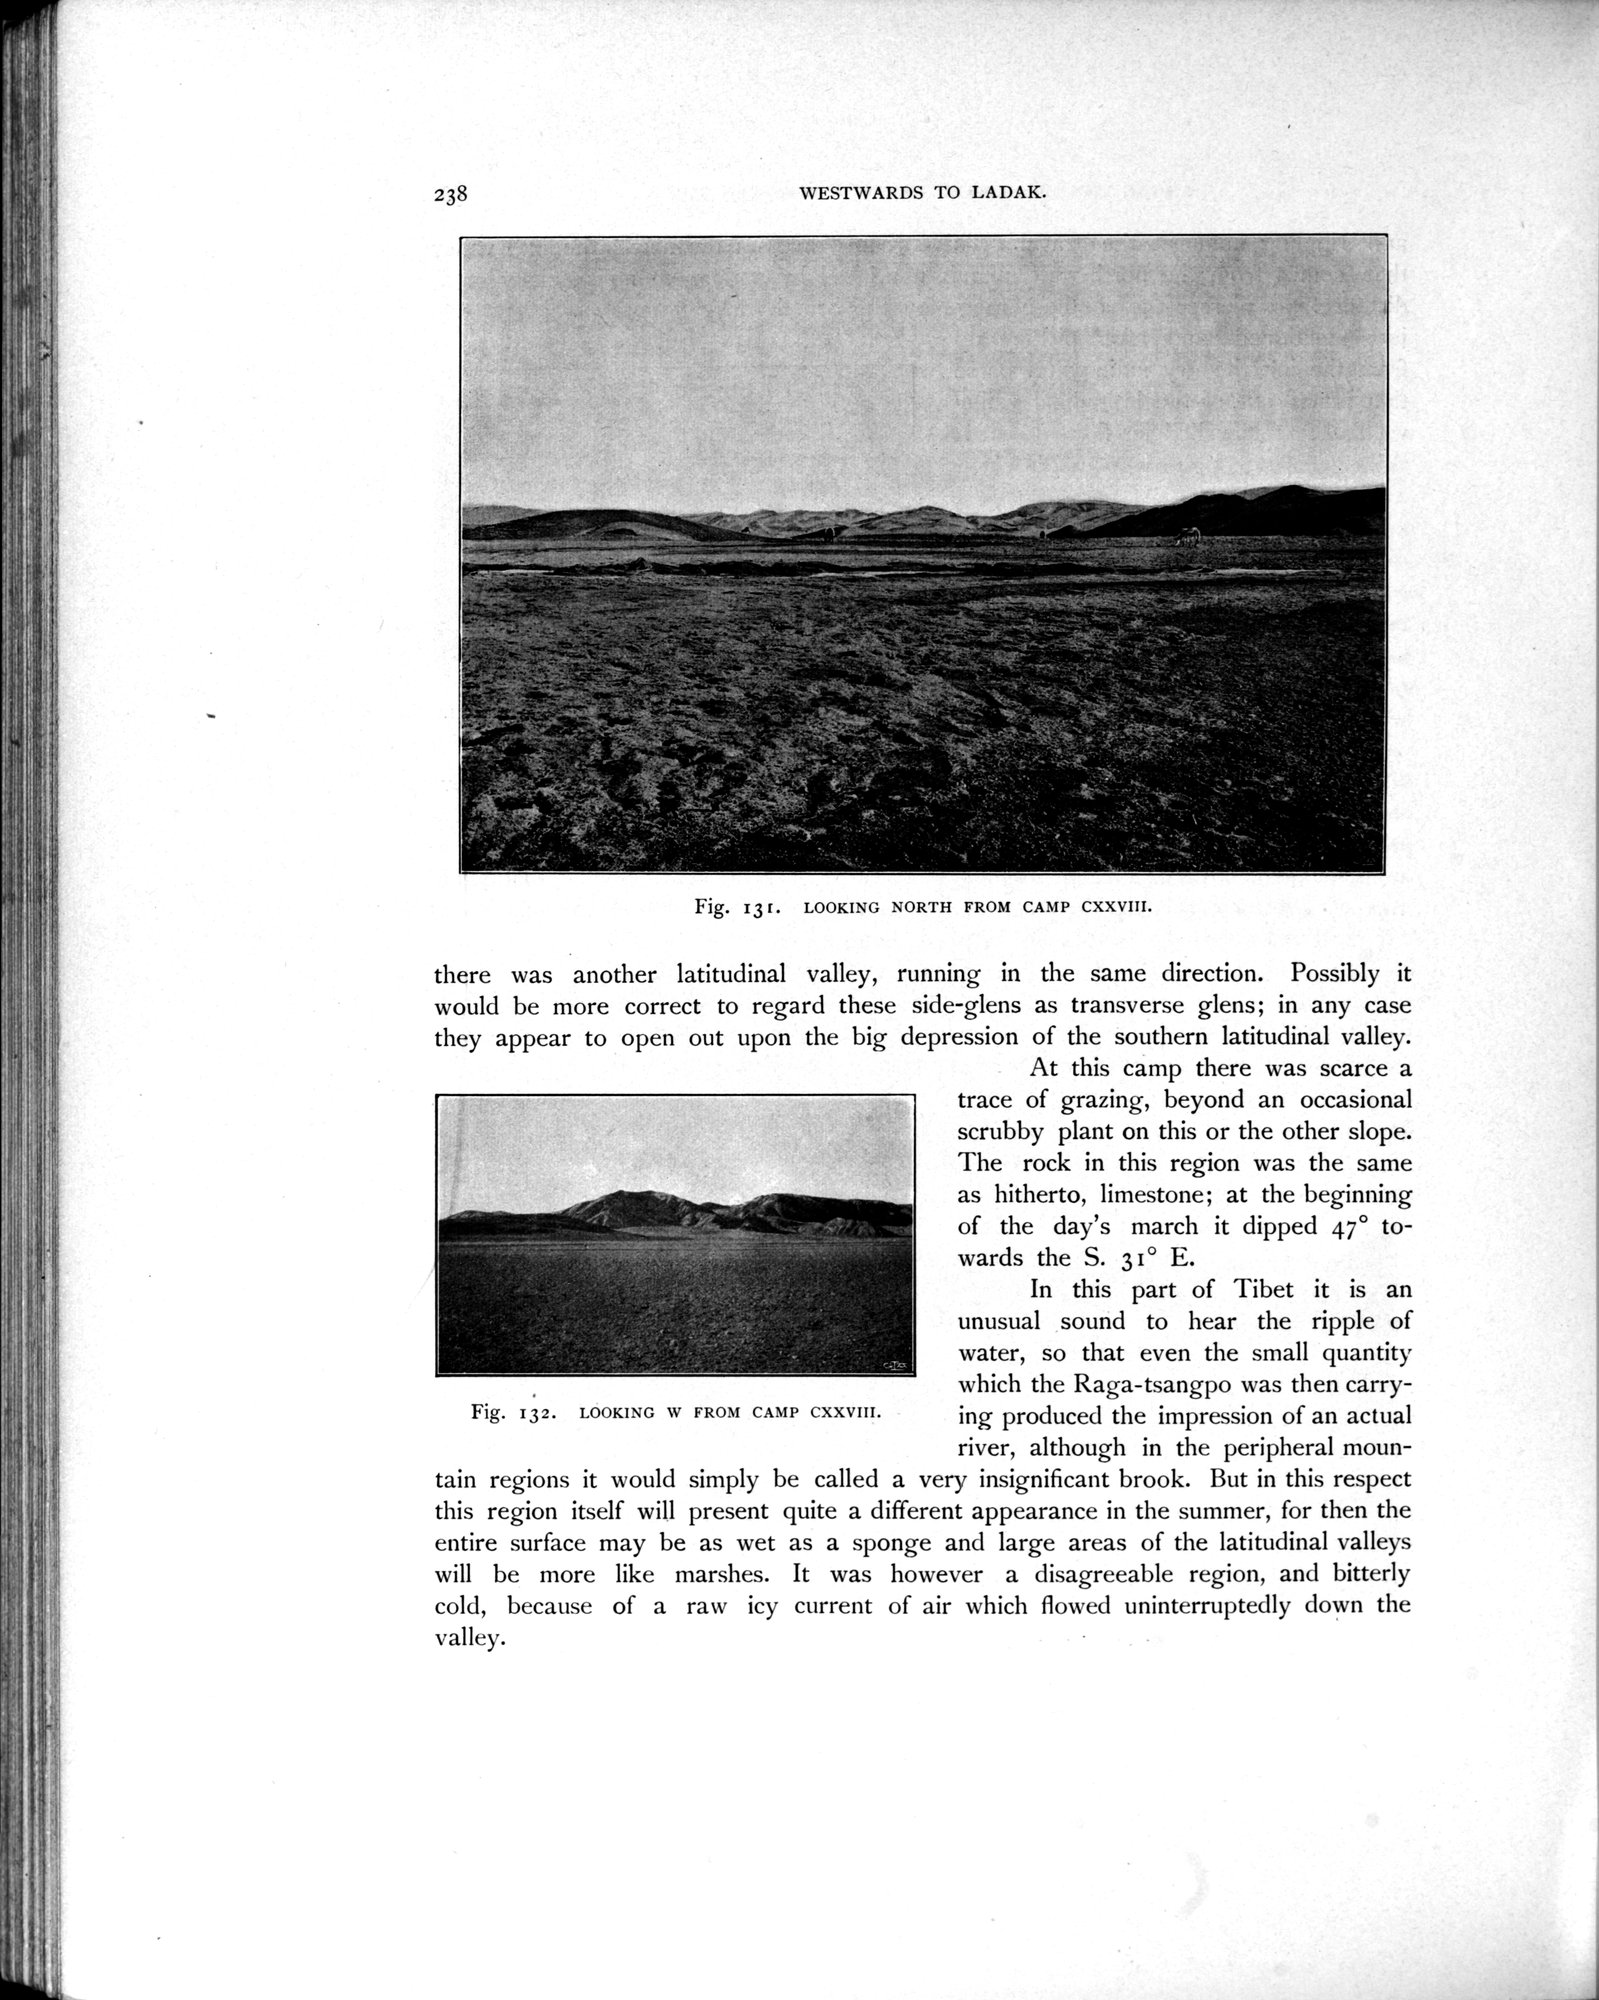 238
WESTWARDS TO LADAK.
Fig. 131. LOOKING NORTH FROM CAMP CXXVIII.
there was another latitudinal valley, running in the same direction. Possibly it
would be more correct to regard these side-glens as transverse glens; in any case
they appear to open out upon the big depression of the southern latitudinal valley.
At this camp there was scarce a
trace of grazing, beyond an occasional
scrubby plant on this or the other slope.
The rock in this region was the same
as hitherto, limestone; at the beginning
of the day's march it dipped 47° to-
wards the S. 31° E.
In this part of Tibet it is an
unusual sound to hear the ripple of
water, so that even the small quantity
which the Raga-tsangpo was then carry-
ing produced the impression of an actual
river, although in the peripheral moun-
Fig. 132. LOOKING W FROM CAMP CXXVIII.
tain regions it would simply be called a very insignificant brook. But in this respect
this region itself will present quite a different appearance in the summer, for then the
entire surface may be as wet as a sponge and large areas of the latitudinal valleys
will be more like marshes. It was however a disagreeable region, and bitterly
cold, because of a raw icy current of air which flowed uninterruptedly down the
valley.